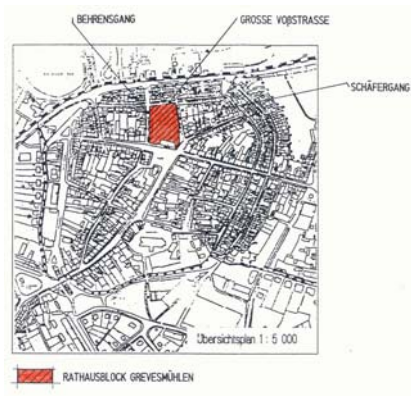 BEHRENSGANG
GROSSE VOßSTRASSE
SCHÄFERGANG
Übersichtsplan 1 : 5 000
RATHAUSBLOCK GREVESMÜHLEN